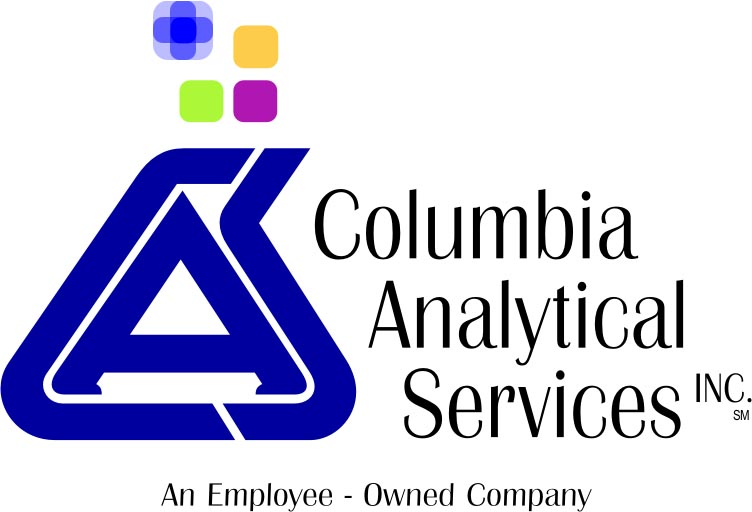 Columbia
Analytical
Services INC.
SM
An Employee - Owned Company